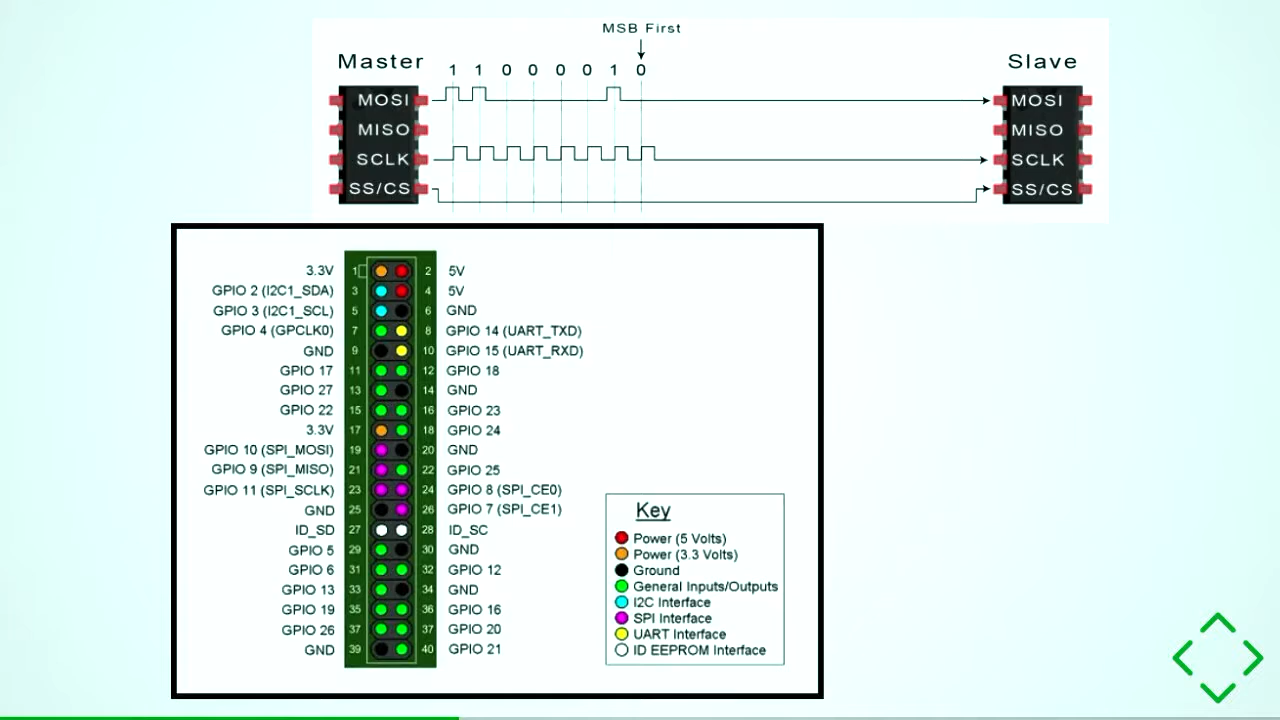 MSB First
Master
Slave
1 1 0 0 0 0 1 0
MOSI
MISO
SCLK
SS/CS
MOSI
MISO
SCLK
SS/CS
3.3V 1 2 5V
GPIO 2 (I2C1_SDA) 3 4 5V
GPIO 3 (I2C1_SCL) 5 6 GND
GPIO 4 (GPCLK0) 7 8 GPIO 14 (UART_TXD)
GND 9 10 GPIO 15 (UART_RXD)
GPIO 17 11 12 GPIO 18
GPIO 27 13 14 GND
GPIO 22 15 16 GPIO 23
3.3V 17 18 GPIO 24
GPIO 10 (SPI_MOSI) 19 20 GND
GPIO 9 (SPI_MISO) 21 22 GPIO 25
GPIO 11 (SPI_SCLK) 23 24 GPIO 8 (SPI_CE0)
GND 25 26 GPIO 7 (SPI_CE1)
ID_SD 27 28 ID_SC
GPIO 5 29 30 GND
GPIO 6 31 32 GPIO 12
GPIO 13 33 34 GND
GPIO 19 35 36 GPIO 16
GPIO 26 37 37 GPIO 20
GND 39 40 GPIO 21
Key
Power (5 Volts)
Power (3.3 Volts)
Ground
General Inputs/Outputs
I2C Interface
SPI Interface
UART Interface
ID EEPROM Interface